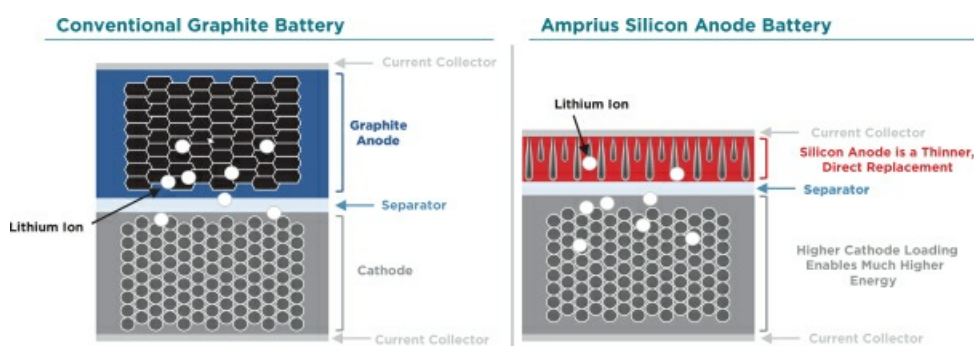 Conventional Graphite Battery
Current Collector
Graphite
Anode
Lithium Ion
Separator
Cathode
Current Collector
Amprius Silicon Anode Battery
Lithium Ion
Current Collector
Silicon Anode is a Thinner,
Direct Replacement
Separator
Higher Cathode Loading
Enables Much Higher
Energy
Current Collector